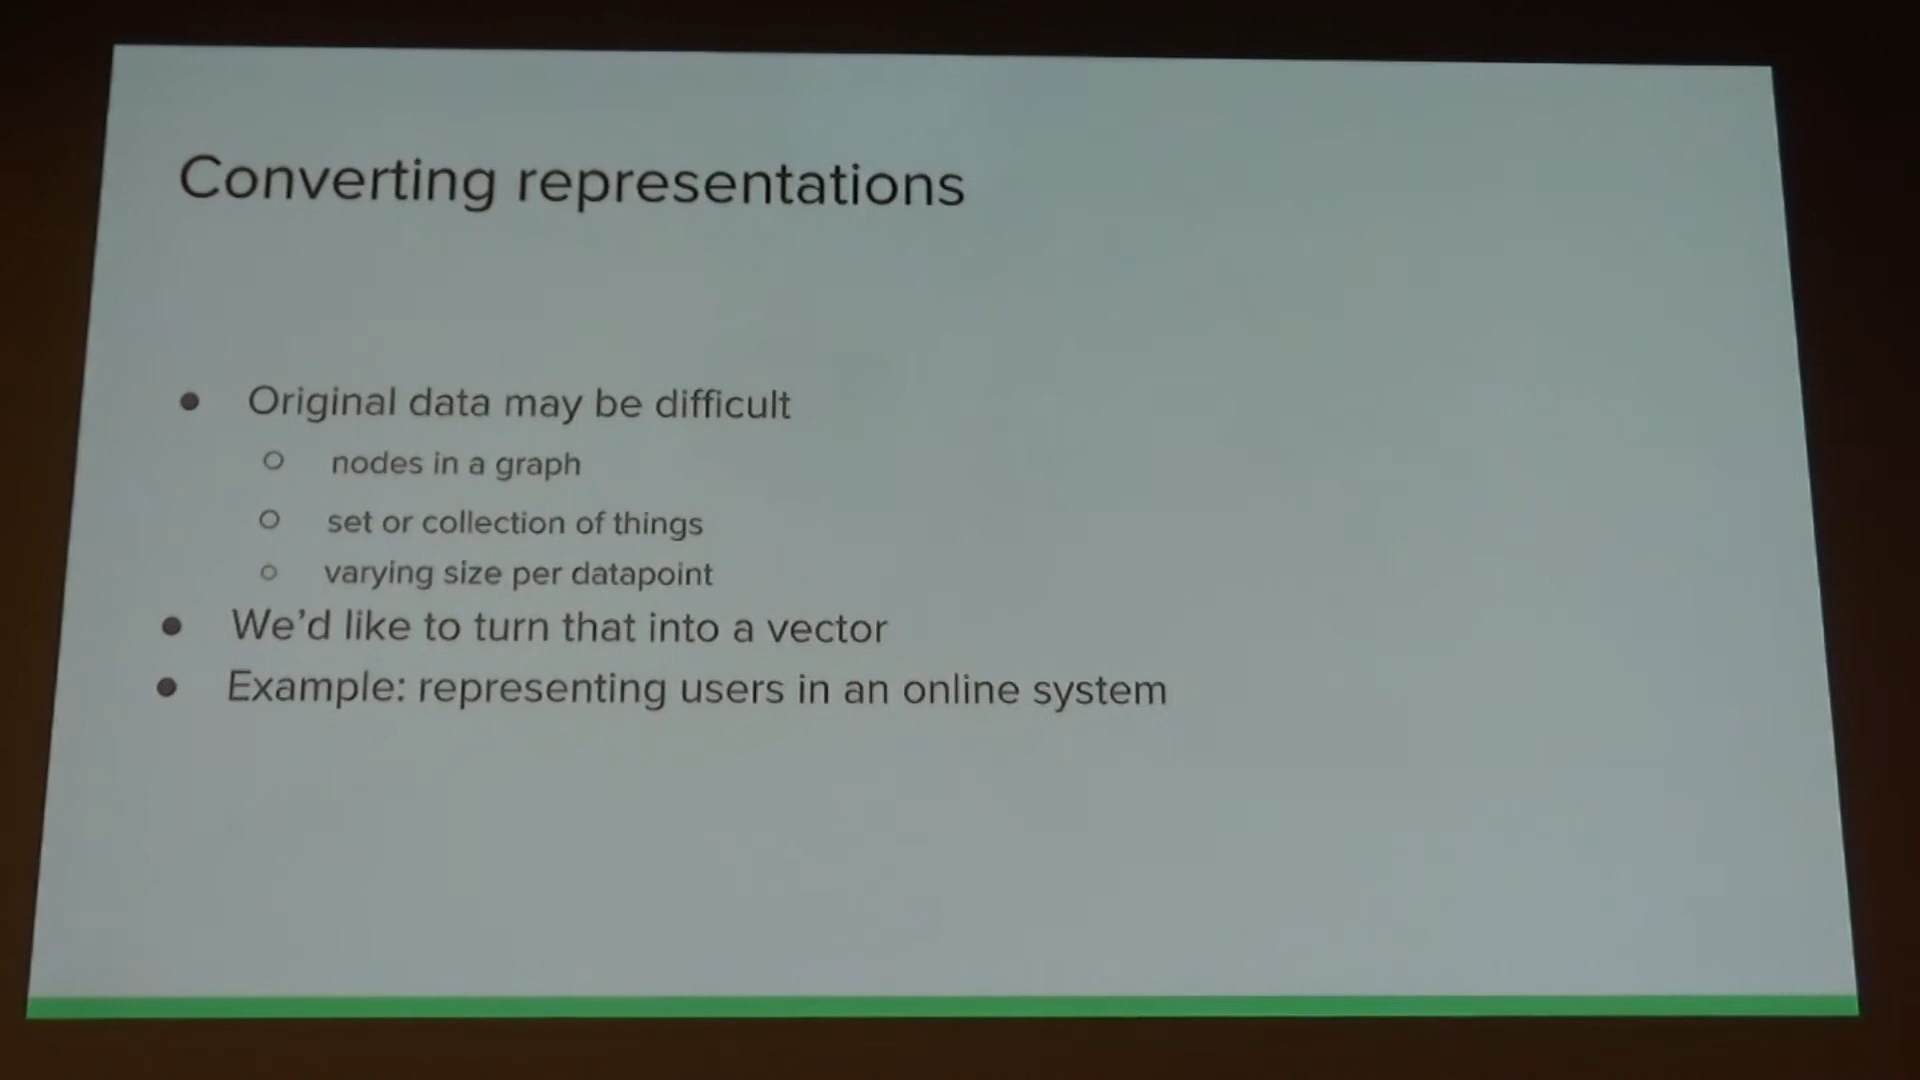 Converting representations
● Original data may be difficult
○ nodes in a graph
○ set or collection of things
○ varying size per datapoint
● We'd like to turn that into a vector
● Example: representing users in an online system